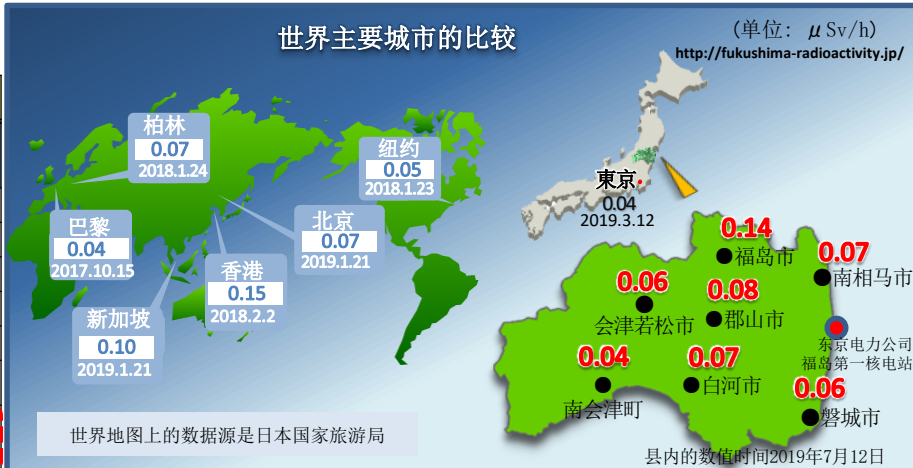 世界主要城市的比较
(单位: μSv/h)
http://fukushima-radioactivity.jp/
柏林
0.07
2018.1.24
纽约
0.05
2018.1.23
巴黎
0.04
2017.10.15
北京
0.07
2019.1.21
香港
0.15
2018.2.2
新加坡
0.10
2019.1.21
世界地图上的数据源是日本国家旅游局
東京
0.04
2019.3.12
0.14
福岛市
0.07
南相马市
0.06
会津若松市
0.08
郡山市
东京电力公司
福岛第一核电站
0.04
南会津町
0.07
白河市
0.06
磐城市
县内的数值时间2019年7月12日